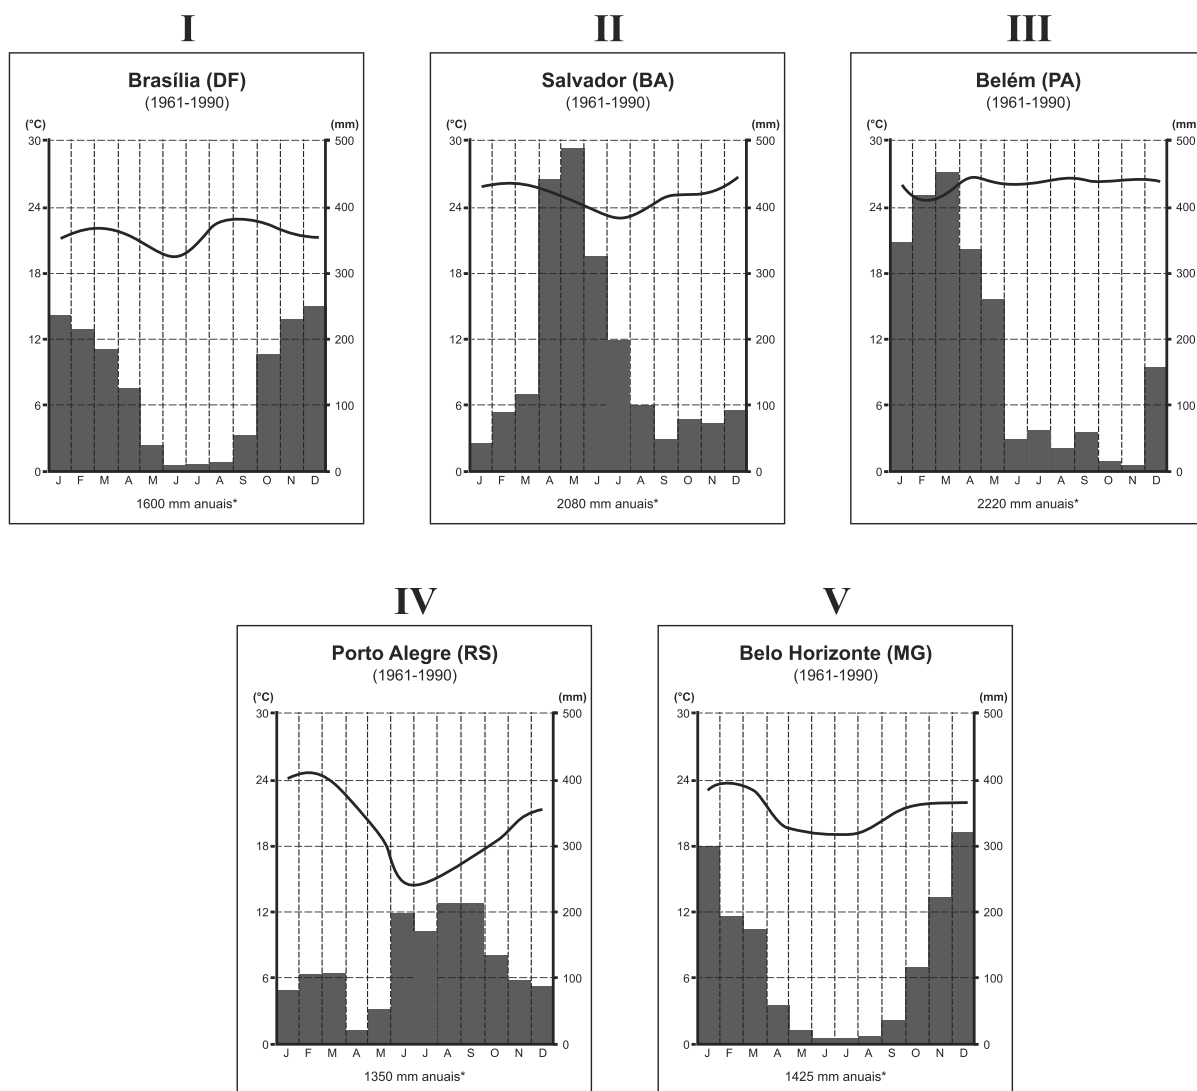 I
II
III
Brasília (DF)
(1961-1990)
(°C)
(mm)
30
24
18
12
6
0
500
400
300
200
100
0
J F M A M J J A S O N D
1600 mm anuais*
Salvador (BA)
(1961-1990)
(°C)
(mm)
30
24
18
12
6
0
500
400
300
200
100
0
J F M A M J J A S O N D
2080 mm anuais*
Belém (PA)
(1961-1990)
(°C)
(mm)
30
24
18
12
6
0
500
400
300
200
100
0
J F M A M J J A S O N D
2220 mm anuais*
IV
V
Porto Alegre (RS)
(1961-1990)
(°C)
(mm)
30
24
18
12
6
0
500
400
300
200
100
0
J F M A M J J A S O N D
1350 mm anuais*
Belo Horizonte (MG)
(1961-1990)
(°C)
(mm)
30
24
18
12
6
0
500
400
300
200
100
0
J F M A M J J A S O N D
1425 mm anuais*